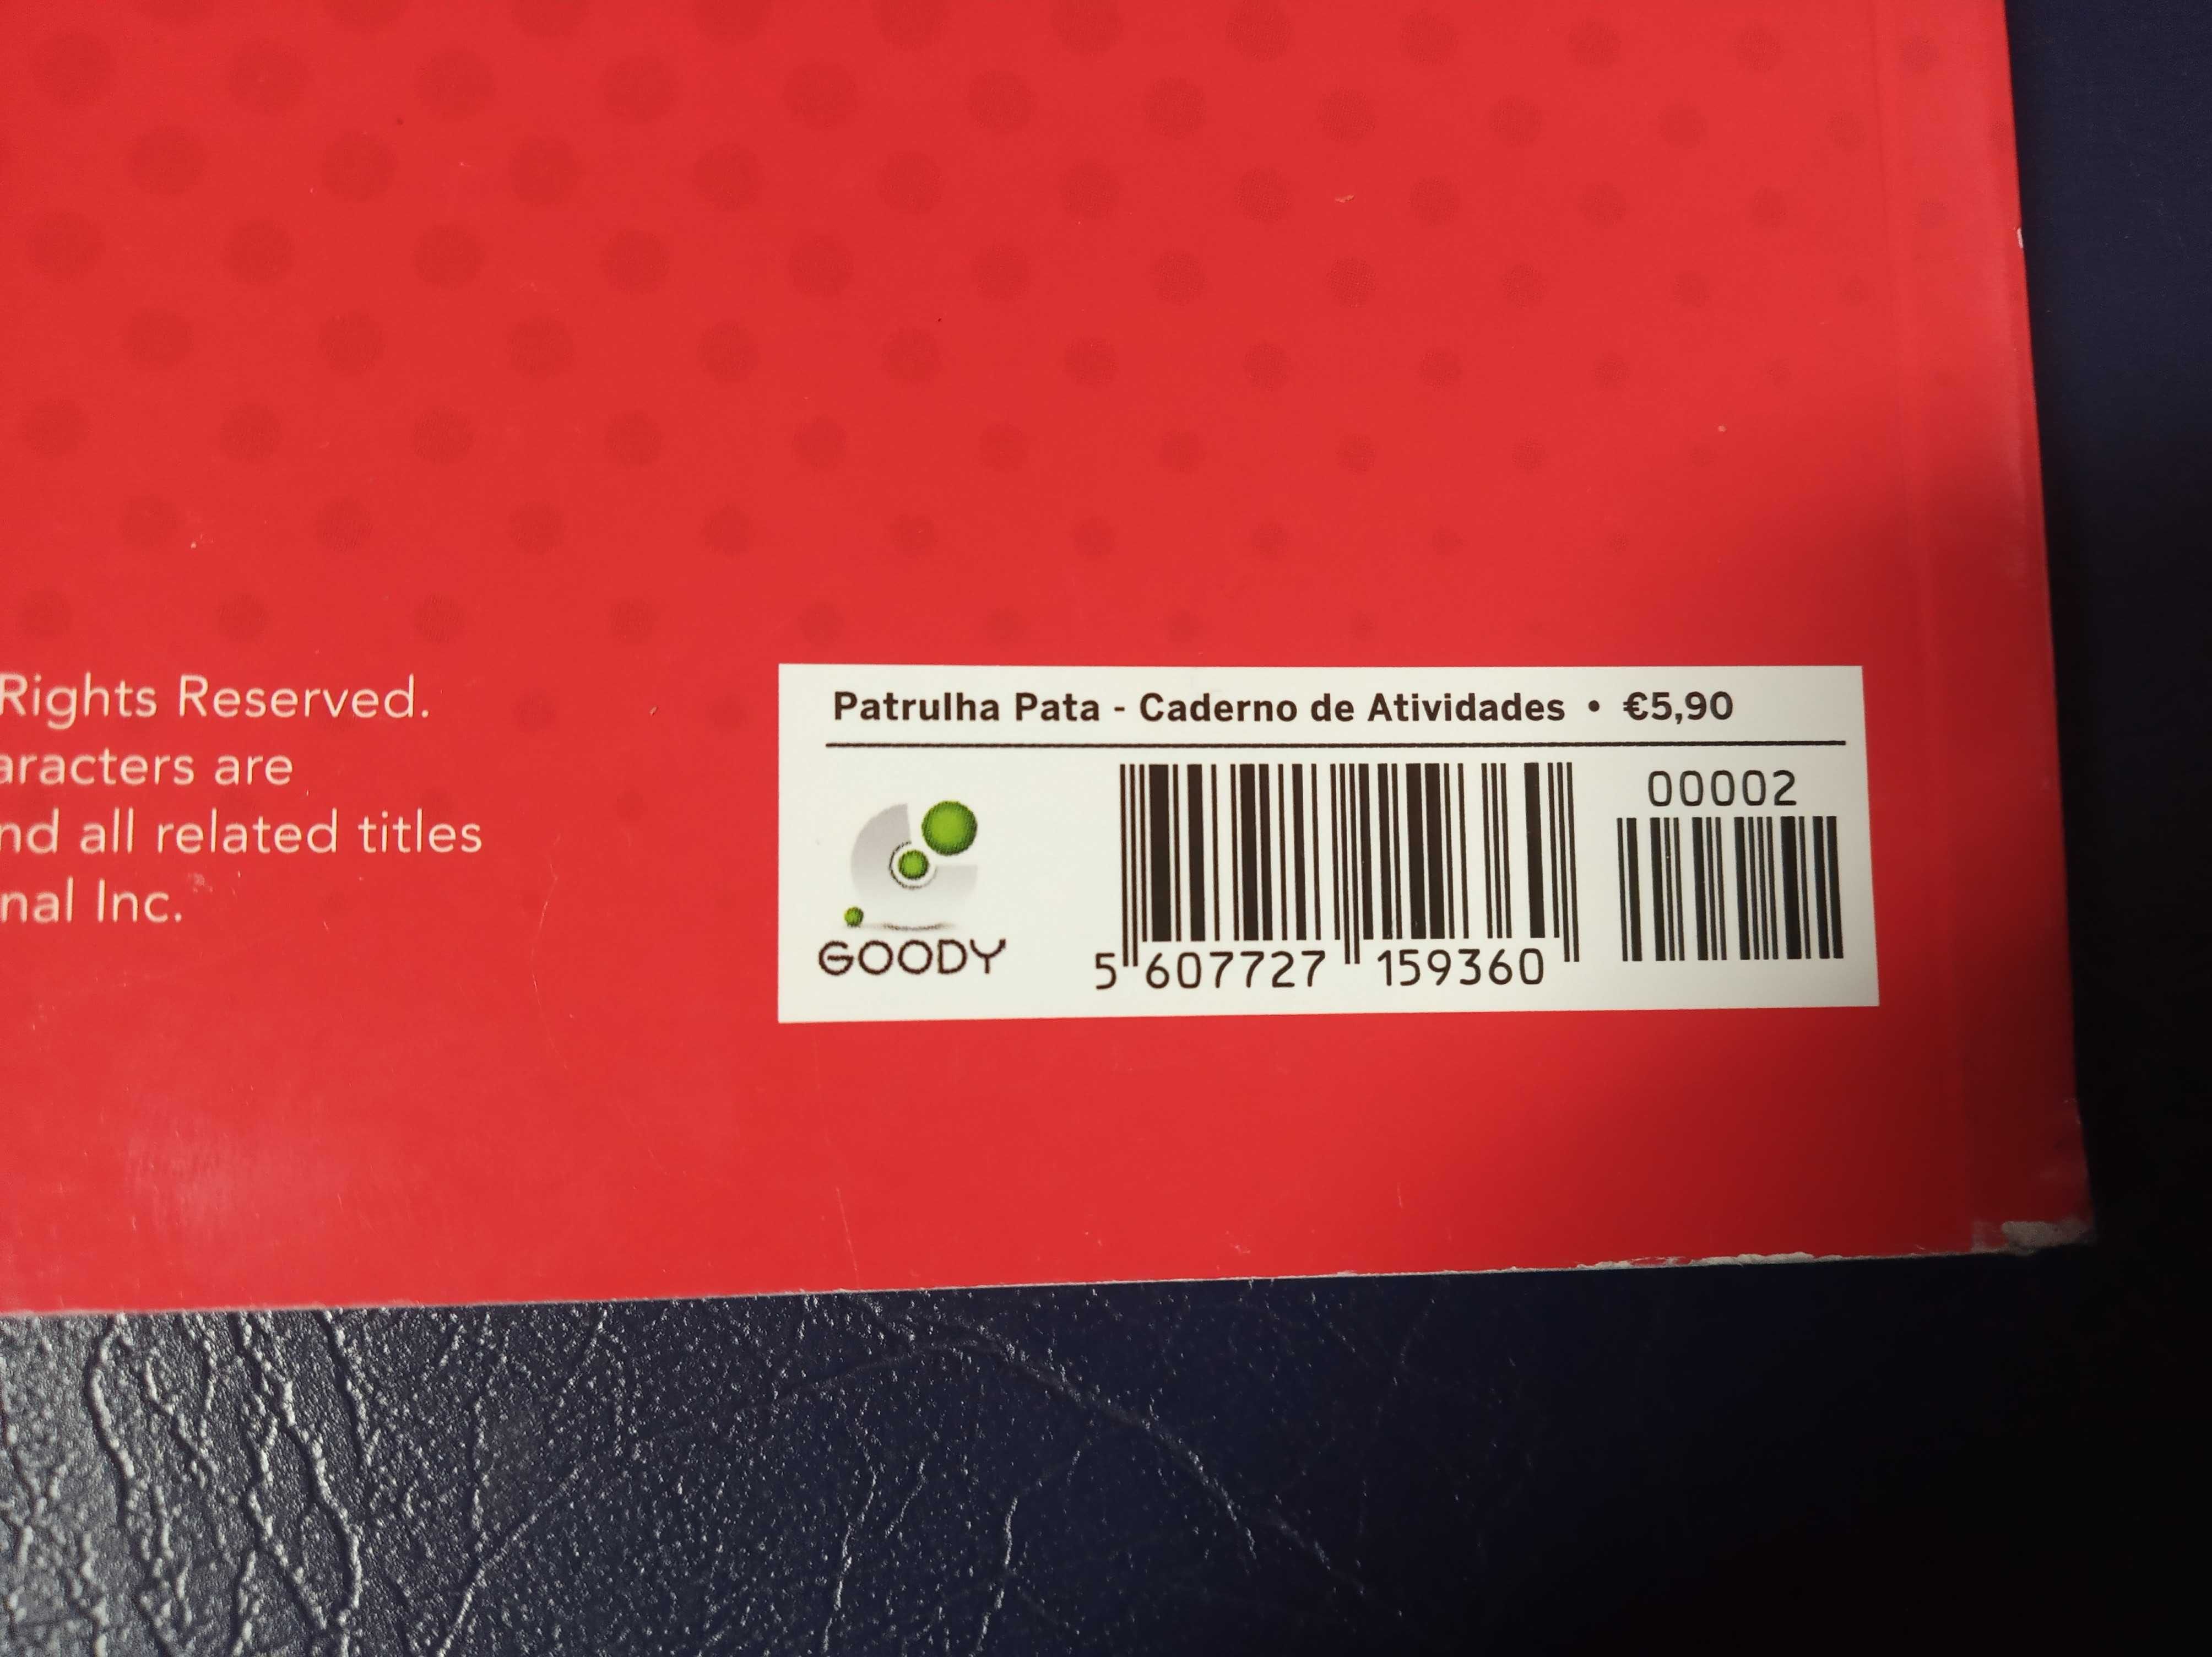 Rights Reserved.
aracters are
nd all related titles
nal Inc.
Patrulha Pata - Caderno de Atividades • €5,90
00002
GOODY
5 607727 159360